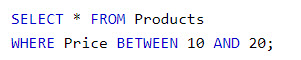 SELECT * FROM Products
WHERE Price BETWEEN 10 AND 20;